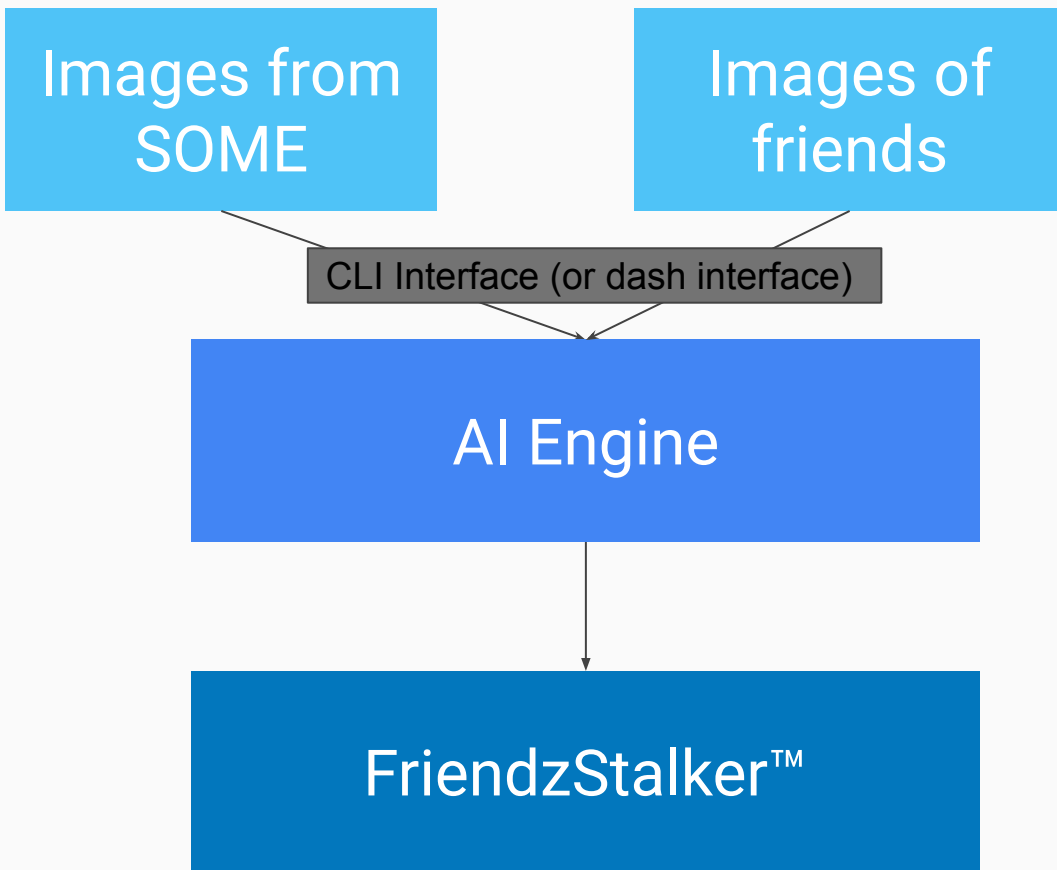 Images from
SOME
Images of
friends
CLI Interface (or dash interface)
AI Engine
FriendzStalker™